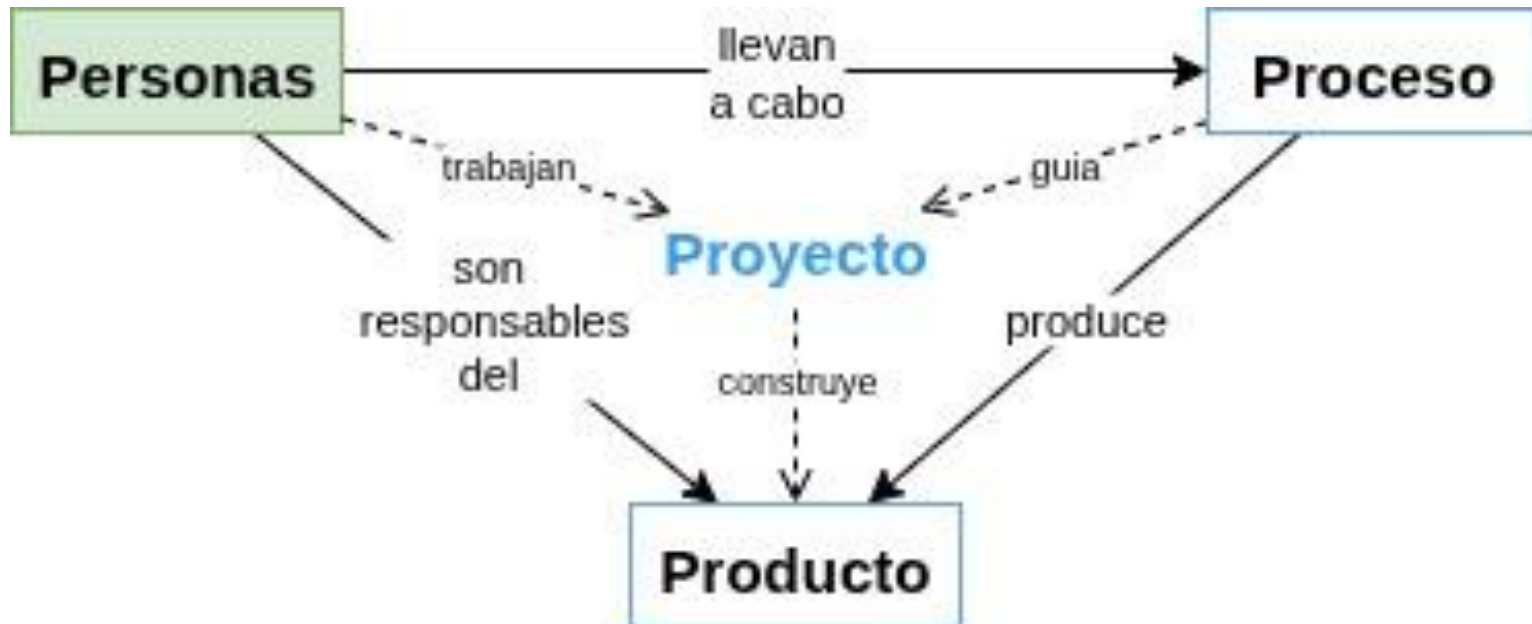 Personas
llevan
a cabo
Proceso
trabajan
guia
Proyecto
son
responsables
del
produce
construye
Producto